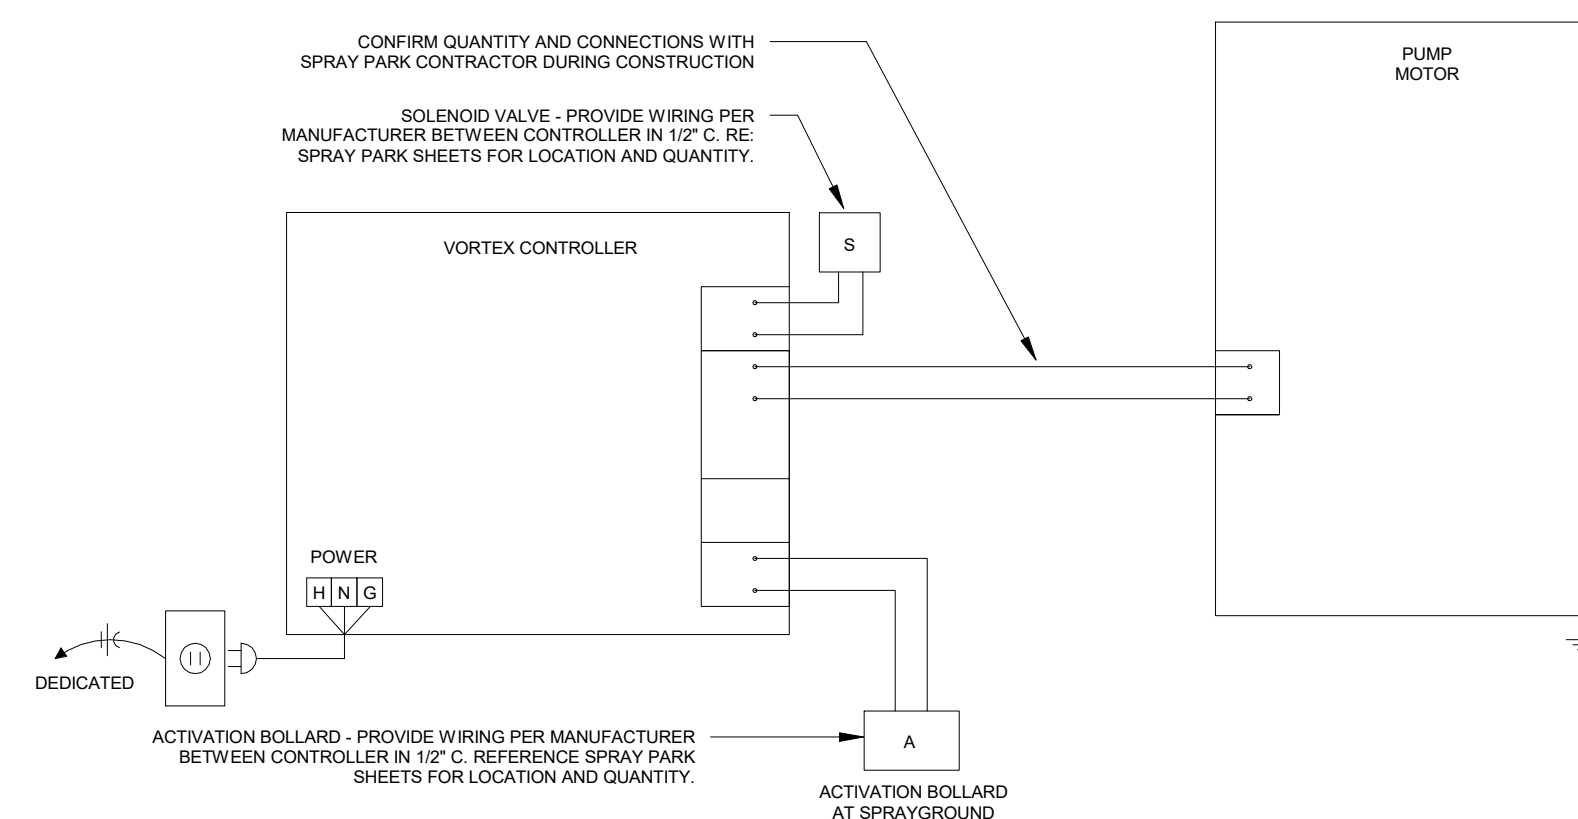 CONFIRM QUANTITY AND CONNECTIONS WITH
SPRAY PARK CONTRACTOR DURING CONSTRUCTION
PUMP
MOTOR
SOLENOID VALVE - PROVIDE WIRING PER
MANUFACTURER BETWEEN CONTROLLER IN 1/2" C. RE:
SPRAY PARK SHEETS FOR LOCATION AND QUANTITY.
VORTEX CONTROLLER
S
POWER
H N G
DEDICATED
ACTIVATION BOLLARD - PROVIDE WIRING PER MANUFACTURER
BETWEEN CONTROLLER IN 1/2" C. REFERENCE SPRAY PARK
SHEETS FOR LOCATION AND QUANTITY.
A
ACTIVATION BOLLARD
AT SPRAYGROUND